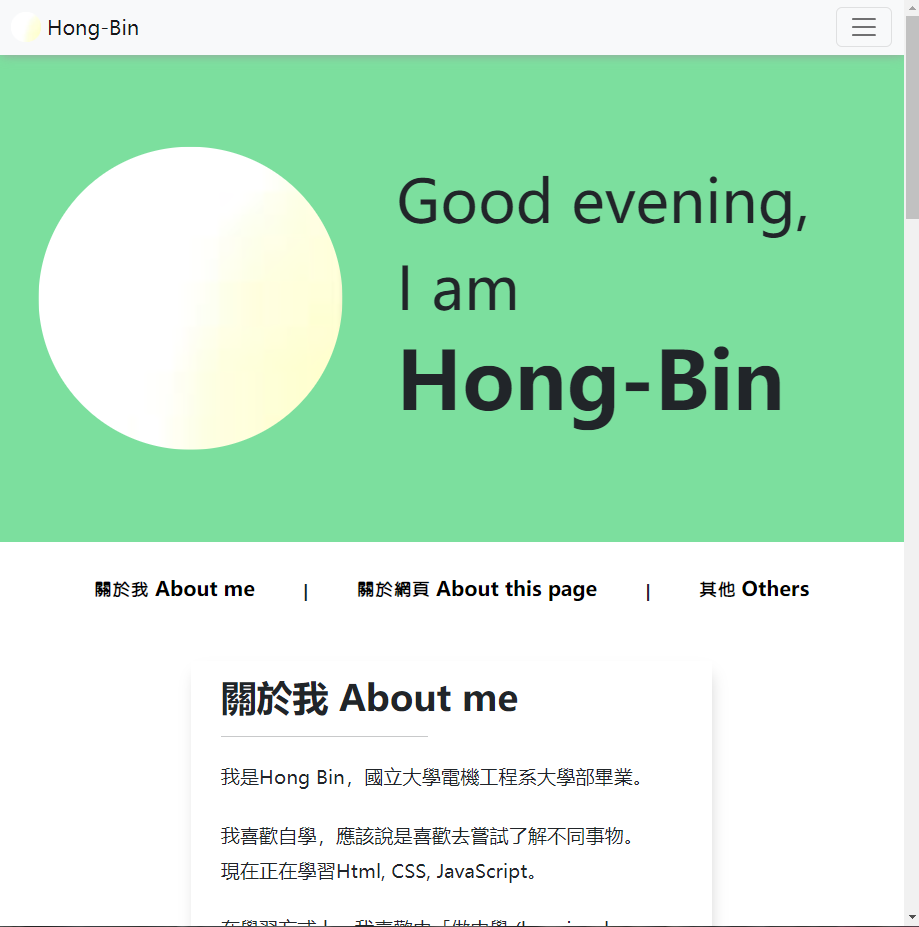 Hong-Bin
Good evening,
I am
Hong-Bin
關於我 About me | 關於網頁 About this page | 其他 Others
關於我 About me
我是Hong Bin，國立大學電機工程系大學部畢業。
我喜歡自學，應該說是喜歡去嘗試了解不同事物。
現在正在學習Html, CSS, JavaScript。